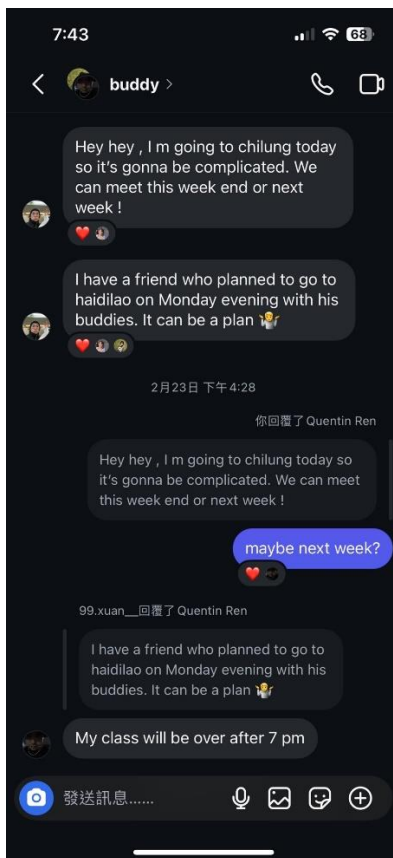 7:43
68
buddy
Hey hey , I m going to chilung today
so it's gonna be complicated. We
can meet this week end or next
week !
I have a friend who planned to go to
haidilao on Monday evening with his
buddies. It can be a plan 🤷
2月23日 下午4:28
你回覆了 Quentin Ren
Hey hey , I m going to chilung today so
it's gonna be complicated. We can meet
this week end or next week !
maybe next week?
99.xuan__回覆了 Quentin Ren
I have a friend who planned to go to
haidilao on Monday evening with his
buddies. It can be a plan 🤷
My class will be over after 7 pm
發送訊息......